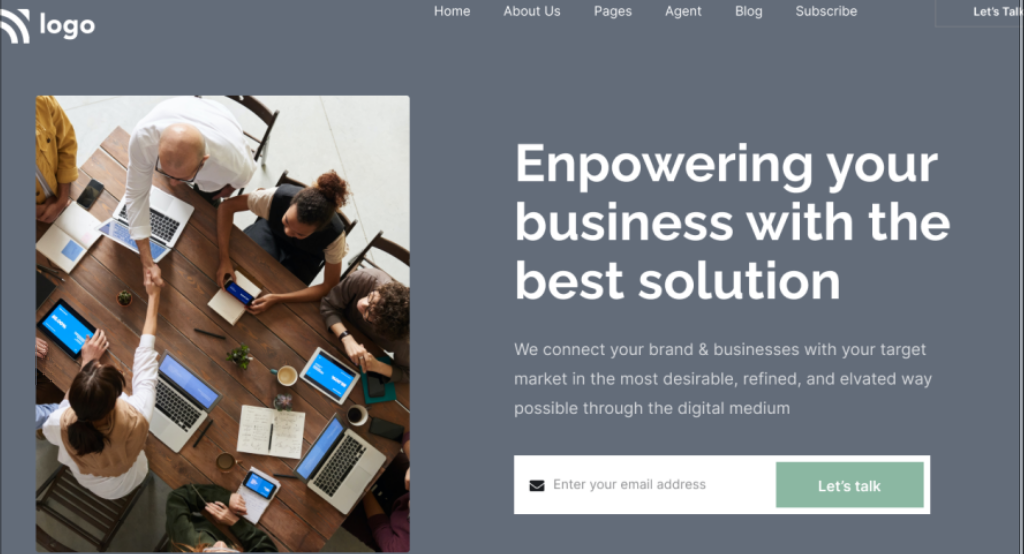 logo
Home About Us Pages Agent Blog Subscribe Let's Talk
Enpowering your
business with the
best solution
We connect your brand & businesses with your target
market in the most desirable, refined, and elvated way
possible through the digital medium
Enter your email address Let's talk